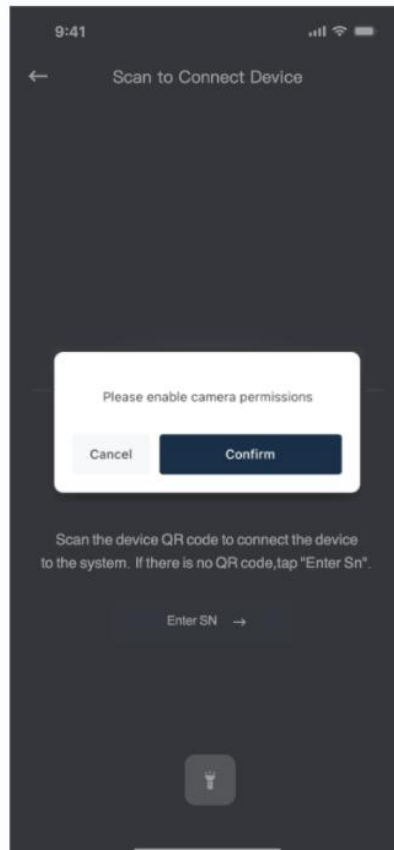 9:41
Scan to Connect Device
Please enable camera permissions
Cancel
Confirm
Scan the device QR code to connect the device
to the system. If there is no QR code,tap "Enter Sn".
Enter SN →